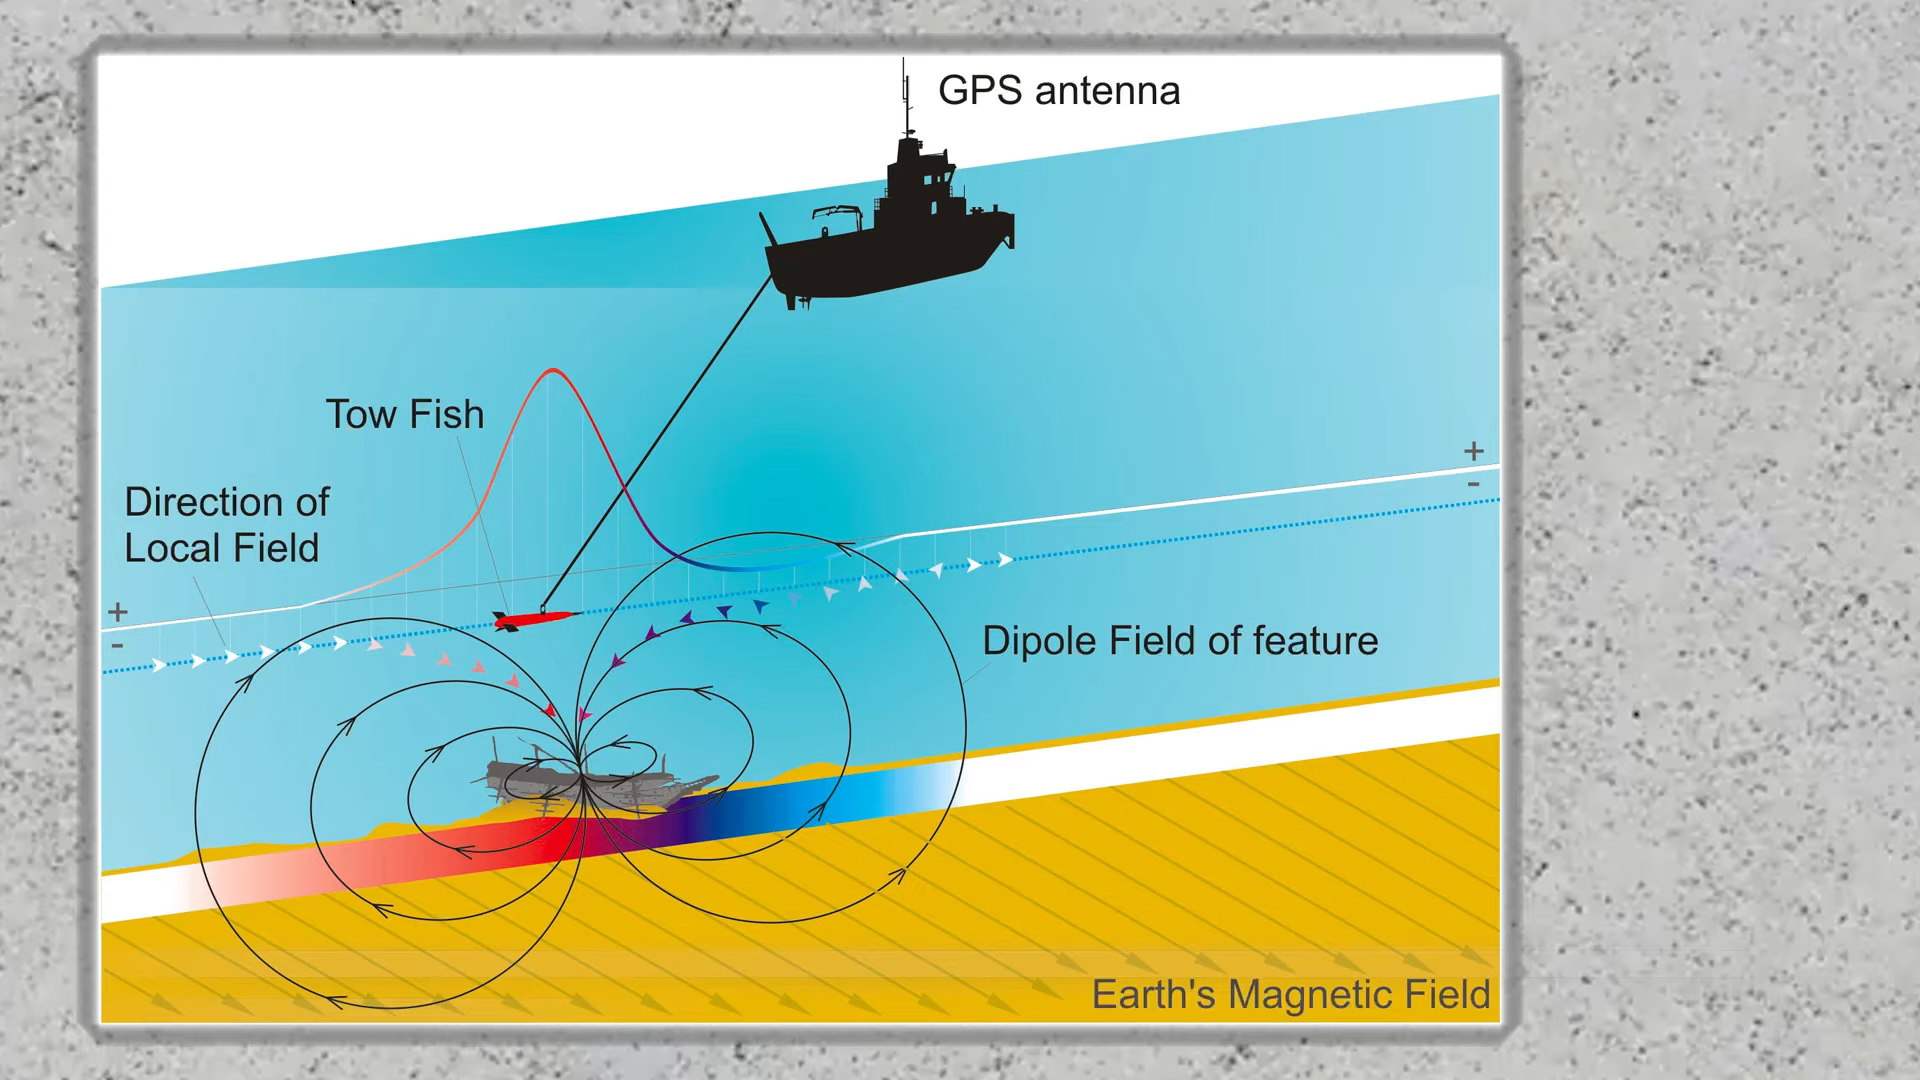 GPS antenna
Tow Fish
Direction of
Local Field
+
-
+
-
Dipole Field of feature
Earth's Magnetic Field